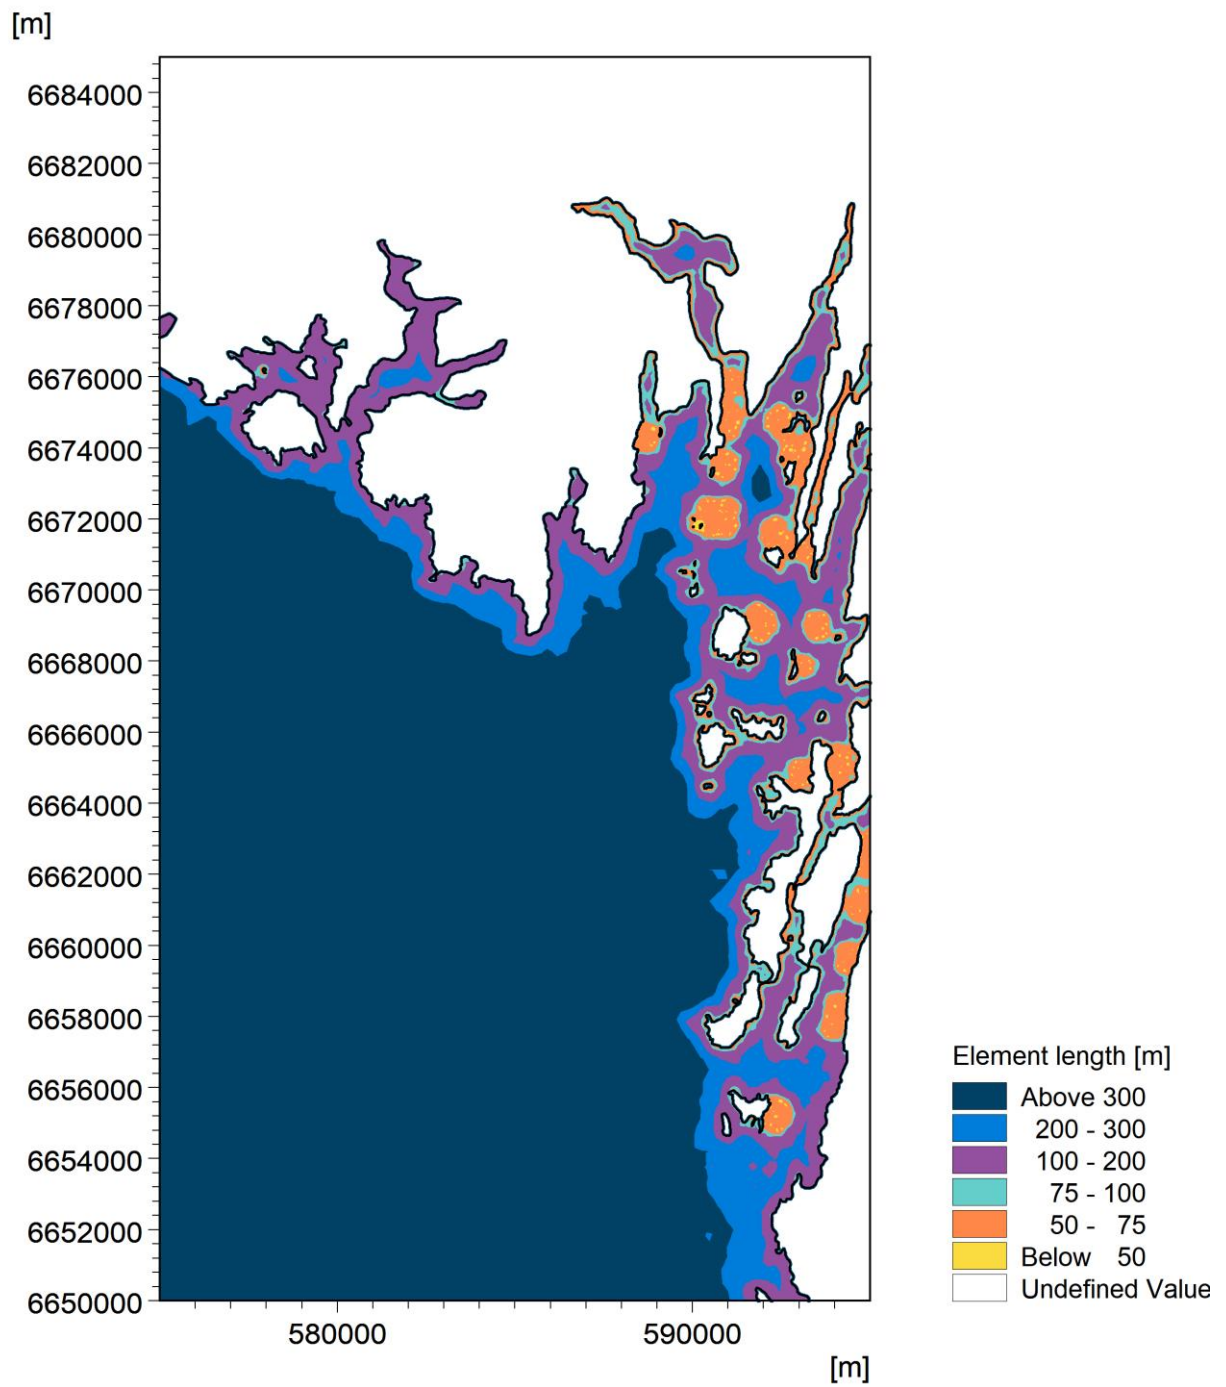 [m]
6684000
6682000
6680000
6678000
6676000
6674000
6672000
6670000
6668000
6666000
6664000
6662000
6660000
6658000
6656000
6654000
6652000
6650000
580000 590000
[m]
Element length [m]
Above 300
200 - 300
100 - 200
75 - 100
50 - 75
Below 50
Undefined Value